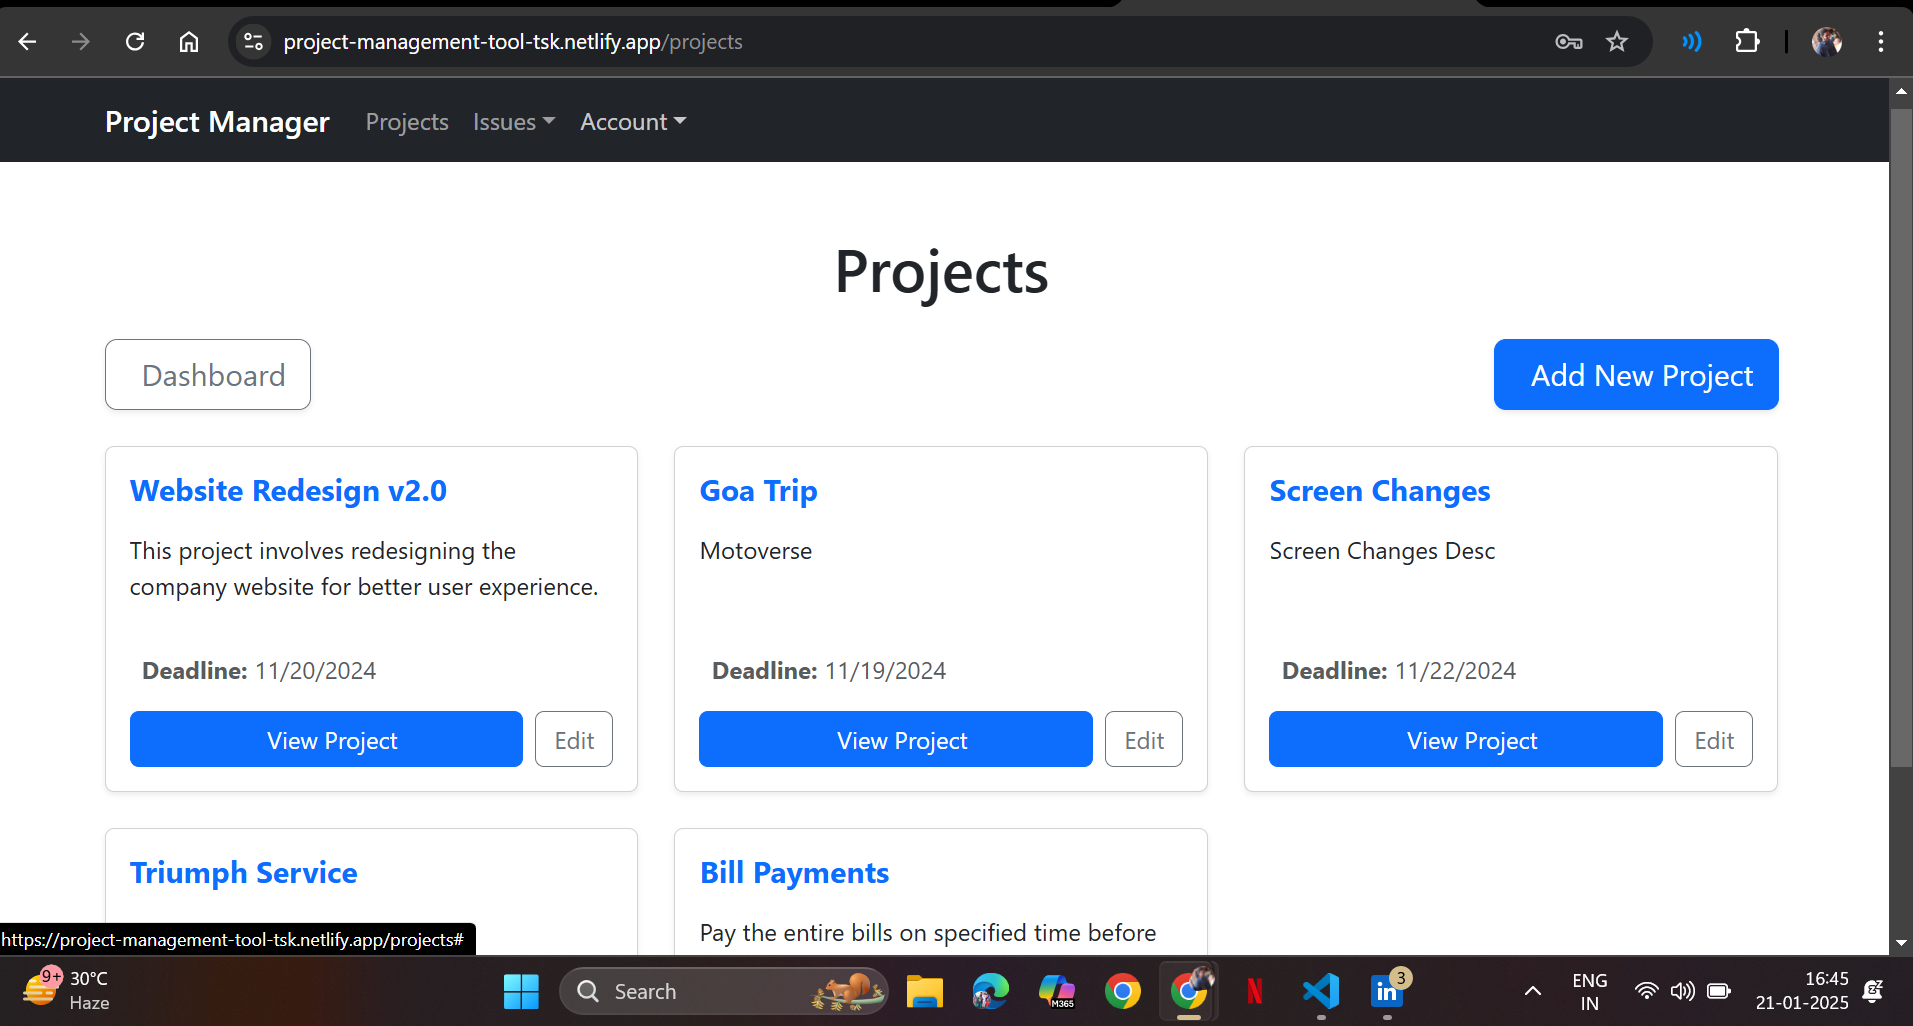 project-management-tool-tsk.netlify.app/projects
Project Manager Projects Issues Account
Projects
Dashboard Add New Project
Website Redesign v2.0
This project involves redesigning the
company website for better user experience.
Deadline: 11/20/2024
View Project Edit
Goa Trip
Motoverse
Deadline: 11/19/2024
View Project Edit
Screen Changes
Screen Changes Desc
Deadline: 11/22/2024
View Project Edit
Triumph Service
Bill Payments
Pay the entire bills on specified time before
https://project-management-tool-tsk.netlify.app/projects#
9+
30°C
Haze
Search
M365
N
in
3
ENG
IN
16:45
21-01-2025